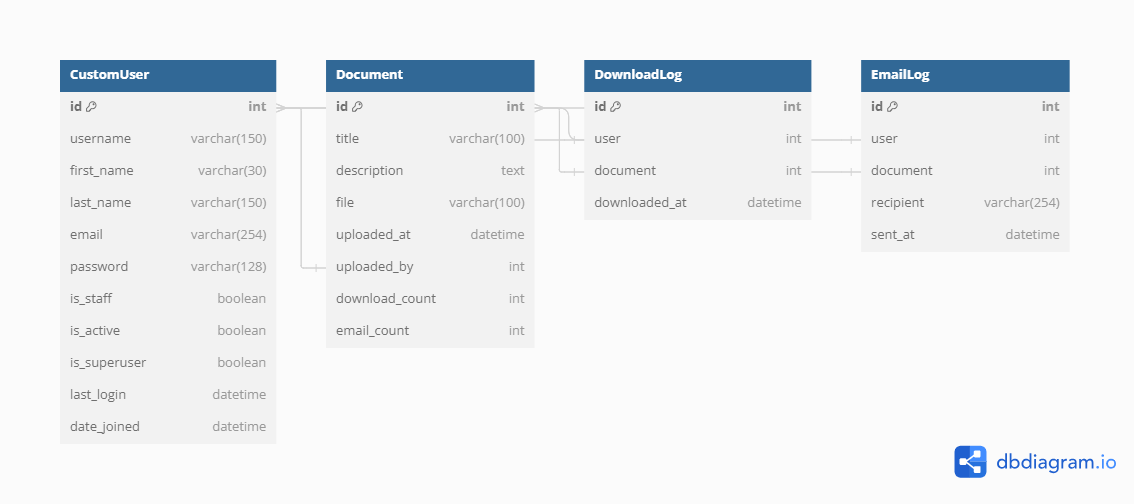 CustomUser
id int
username varchar(150)
first_name varchar(30)
last_name varchar(150)
email varchar(254)
password varchar(128)
is_staff boolean
is_active boolean
is_superuser boolean
last_login datetime
date_joined datetime
Document
id int
title varchar(100)
description text
file varchar(100)
uploaded_at datetime
uploaded_by int
download_count int
email_count int
DownloadLog
id int
user int
document int
downloaded_at datetime
EmailLog
id int
user int
document int
recipient varchar(254)
sent_at datetime
dbdiagram.io